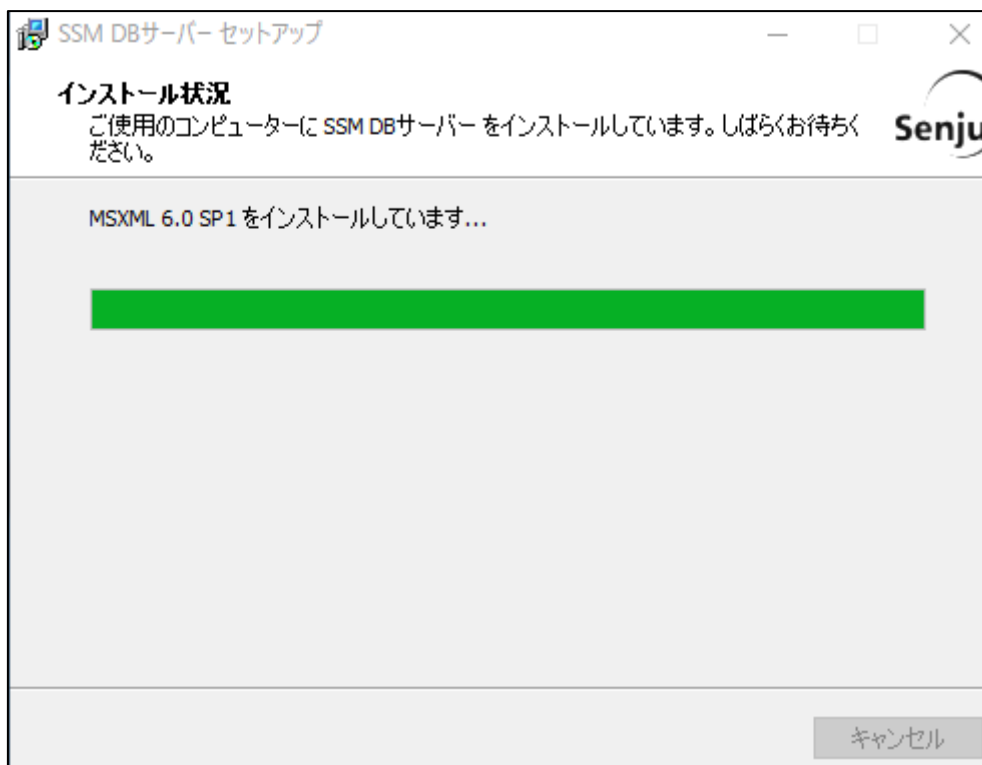 SSM DBサーバー セットアップ
インストール状況
ご使用のコンピューターに SSM DBサーバー をインストールしています。しばらくお待ちく
ださい。
Senju
MSXML 6.0 SP1 をインストールしています...
キャンセル